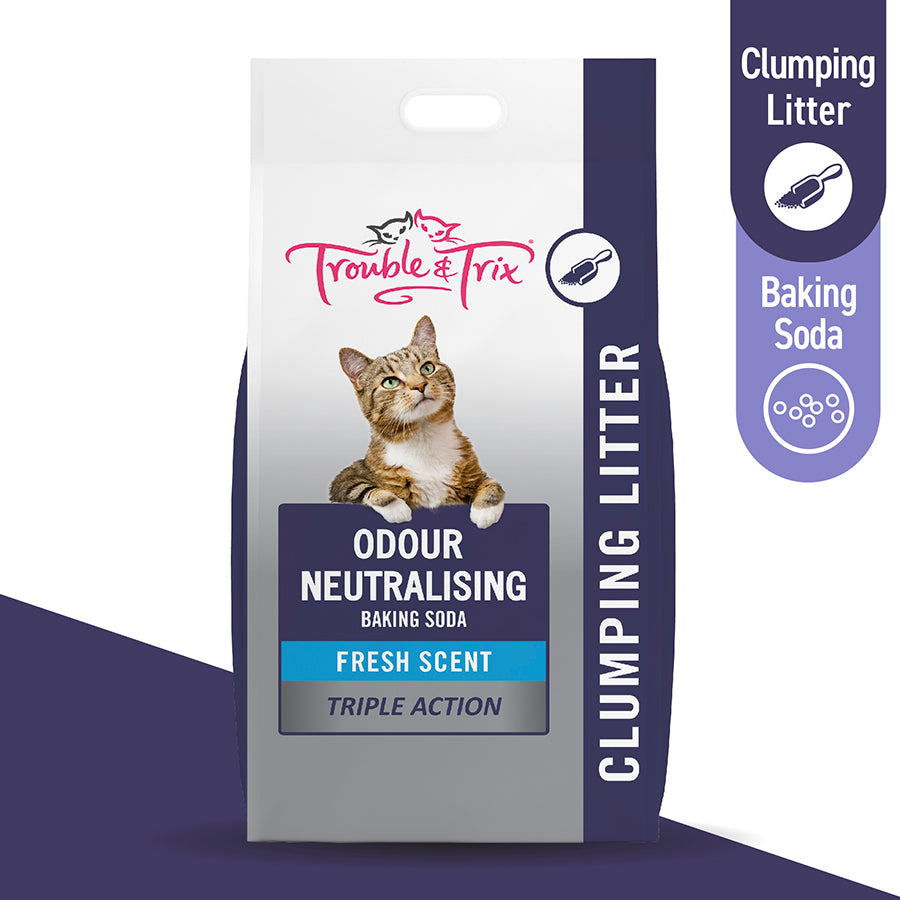 Clumping
Litter
Baking
Soda
Trouble & Trix®
ODOUR
NEUTRALISING
BAKING SODA
FRESH SCENT
TRIPLE ACTION
CLUMPING LITTER